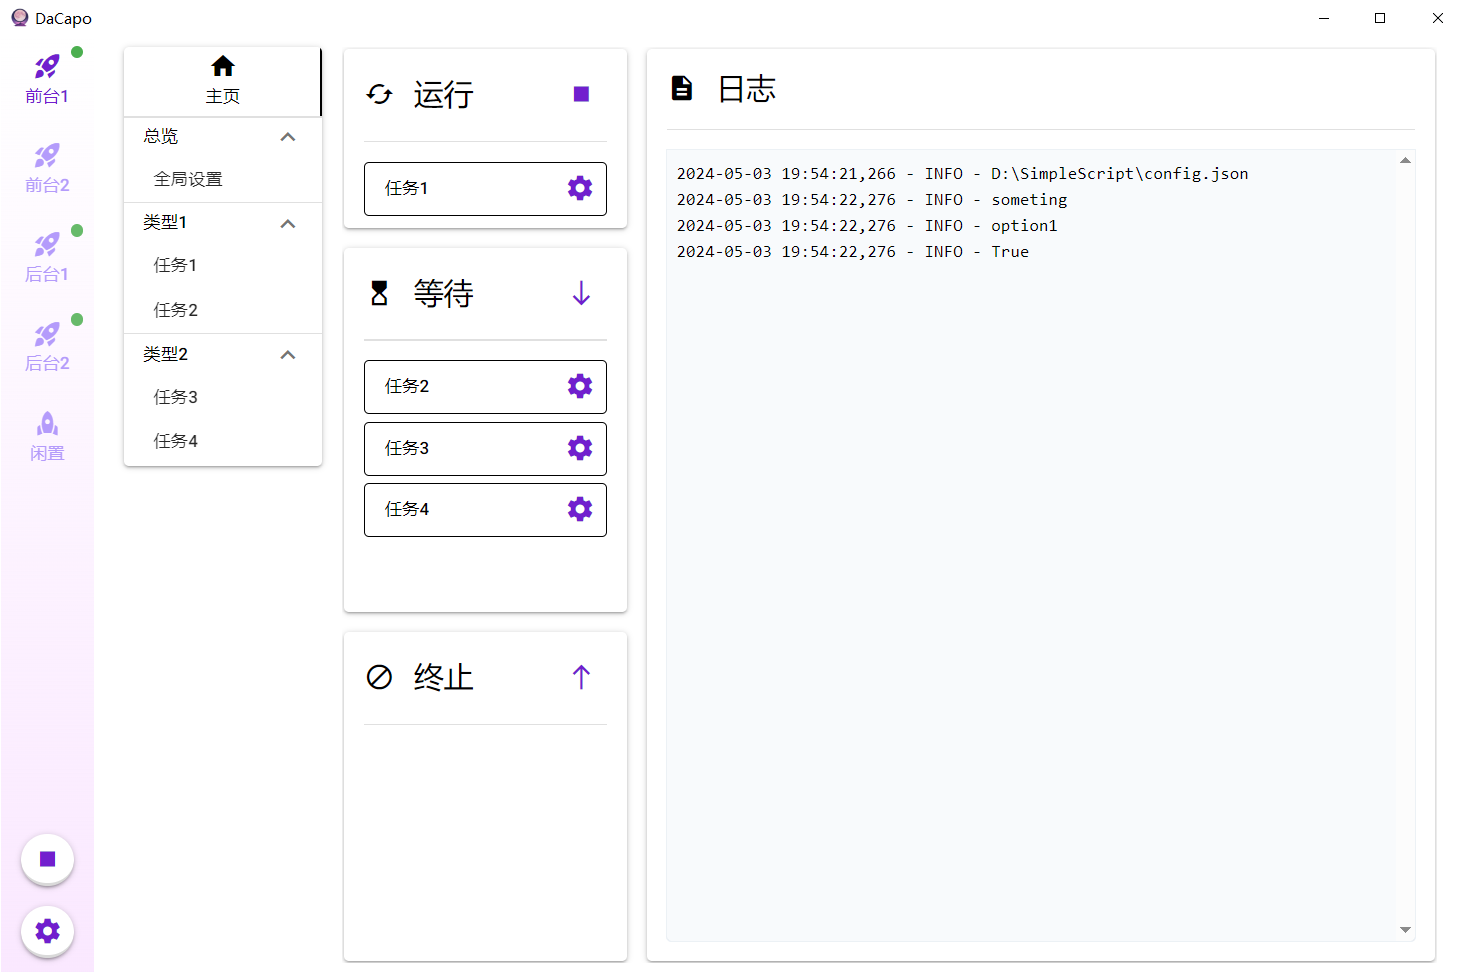 DaCapo
前台1
前台2
后台1
后台2
闲置
主页
总览
全局设置
类型1
任务1
任务2
类型2
任务3
任务4
运行
任务1
等待
任务2
任务3
任务4
终止
日志
2024-05-03 19:54:21,266 - INFO - D:\SimpleScript\config.json
2024-05-03 19:54:22,276 - INFO - someting
2024-05-03 19:54:22,276 - INFO - option1
2024-05-03 19:54:22,276 - INFO - True